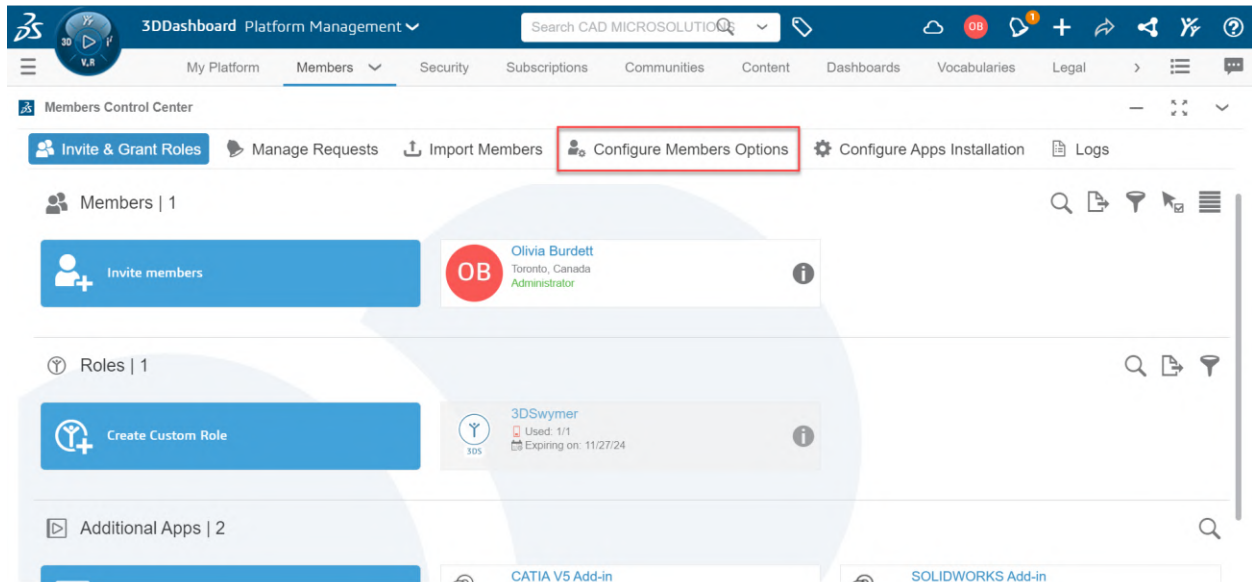 3DDashboard Platform Management
Search CAD MICROSOLUTIONS
OB
1
3D
V,R
My Platform Members Security Subscriptions Communities Content Dashboards Vocabularies Legal
Members Control Center
Invite & Grant Roles Manage Requests Import Members Configure Members Options Configure Apps Installation Logs
Members | 1
Invite members
OB
Olivia Burdett
Toronto, Canada
Administrator
Roles | 1
Create Custom Role
3DS
3DSwymer
Used: 1/1
Expiring on: 11/27/24
Additional Apps | 2
CATIA V5 Add-in
SOLIDWORKS Add-in